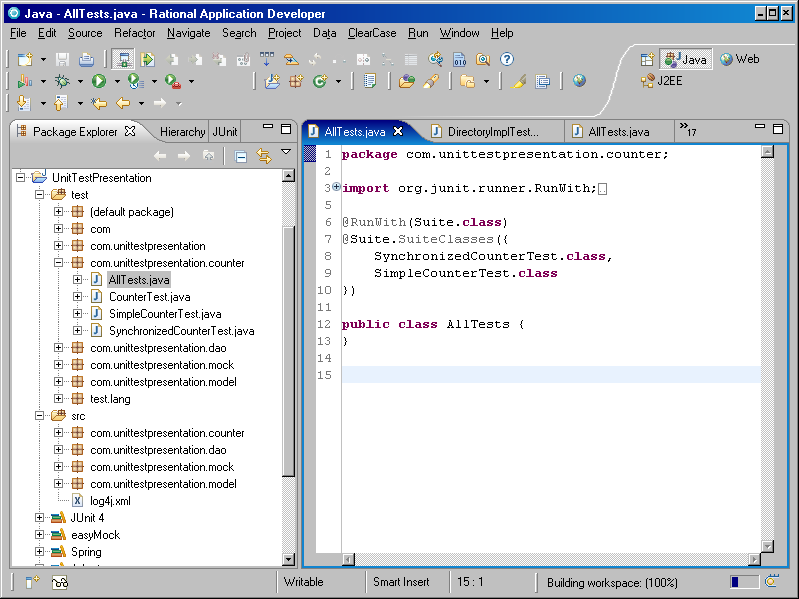 Java - AllTests.java - Rational Application Developer
File Edit Source Refactor Navigate Search Project Data ClearCase Run Window Help
Java Web
J2EE
Package Explorer Hierarchy JUnit
AllTests.java DirectoryImplTest... AllTests.java »17
UnitTestPresentation
test
(default package)
com
com.unittestpresentation
com.unittestpresentation.counter
AllTests.java
CounterTest.java
SimpleCounterTest.java
SynchronizedCounterTest.java
com.unittestpresentation.dao
com.unittestpresentation.mock
com.unittestpresentation.model
test.lang
src
com.unittestpresentation.counter
com.unittestpresentation.dao
com.unittestpresentation.mock
com.unittestpresentation.model
log4j.xml
JUnit 4
easyMock
Spring
1 package com.unittestpresentation.counter;
2
3 import org.junit.runner.RunWith;
5
6 @RunWith(Suite.class)
7 @Suite.SuiteClasses({
8 SynchronizedCounterTest.class,
9 SimpleCounterTest.class
10 })
11
12 public class AllTests {
13 }
14
15
Writable Smart Insert 15 : 1 Building workspace: (100%)